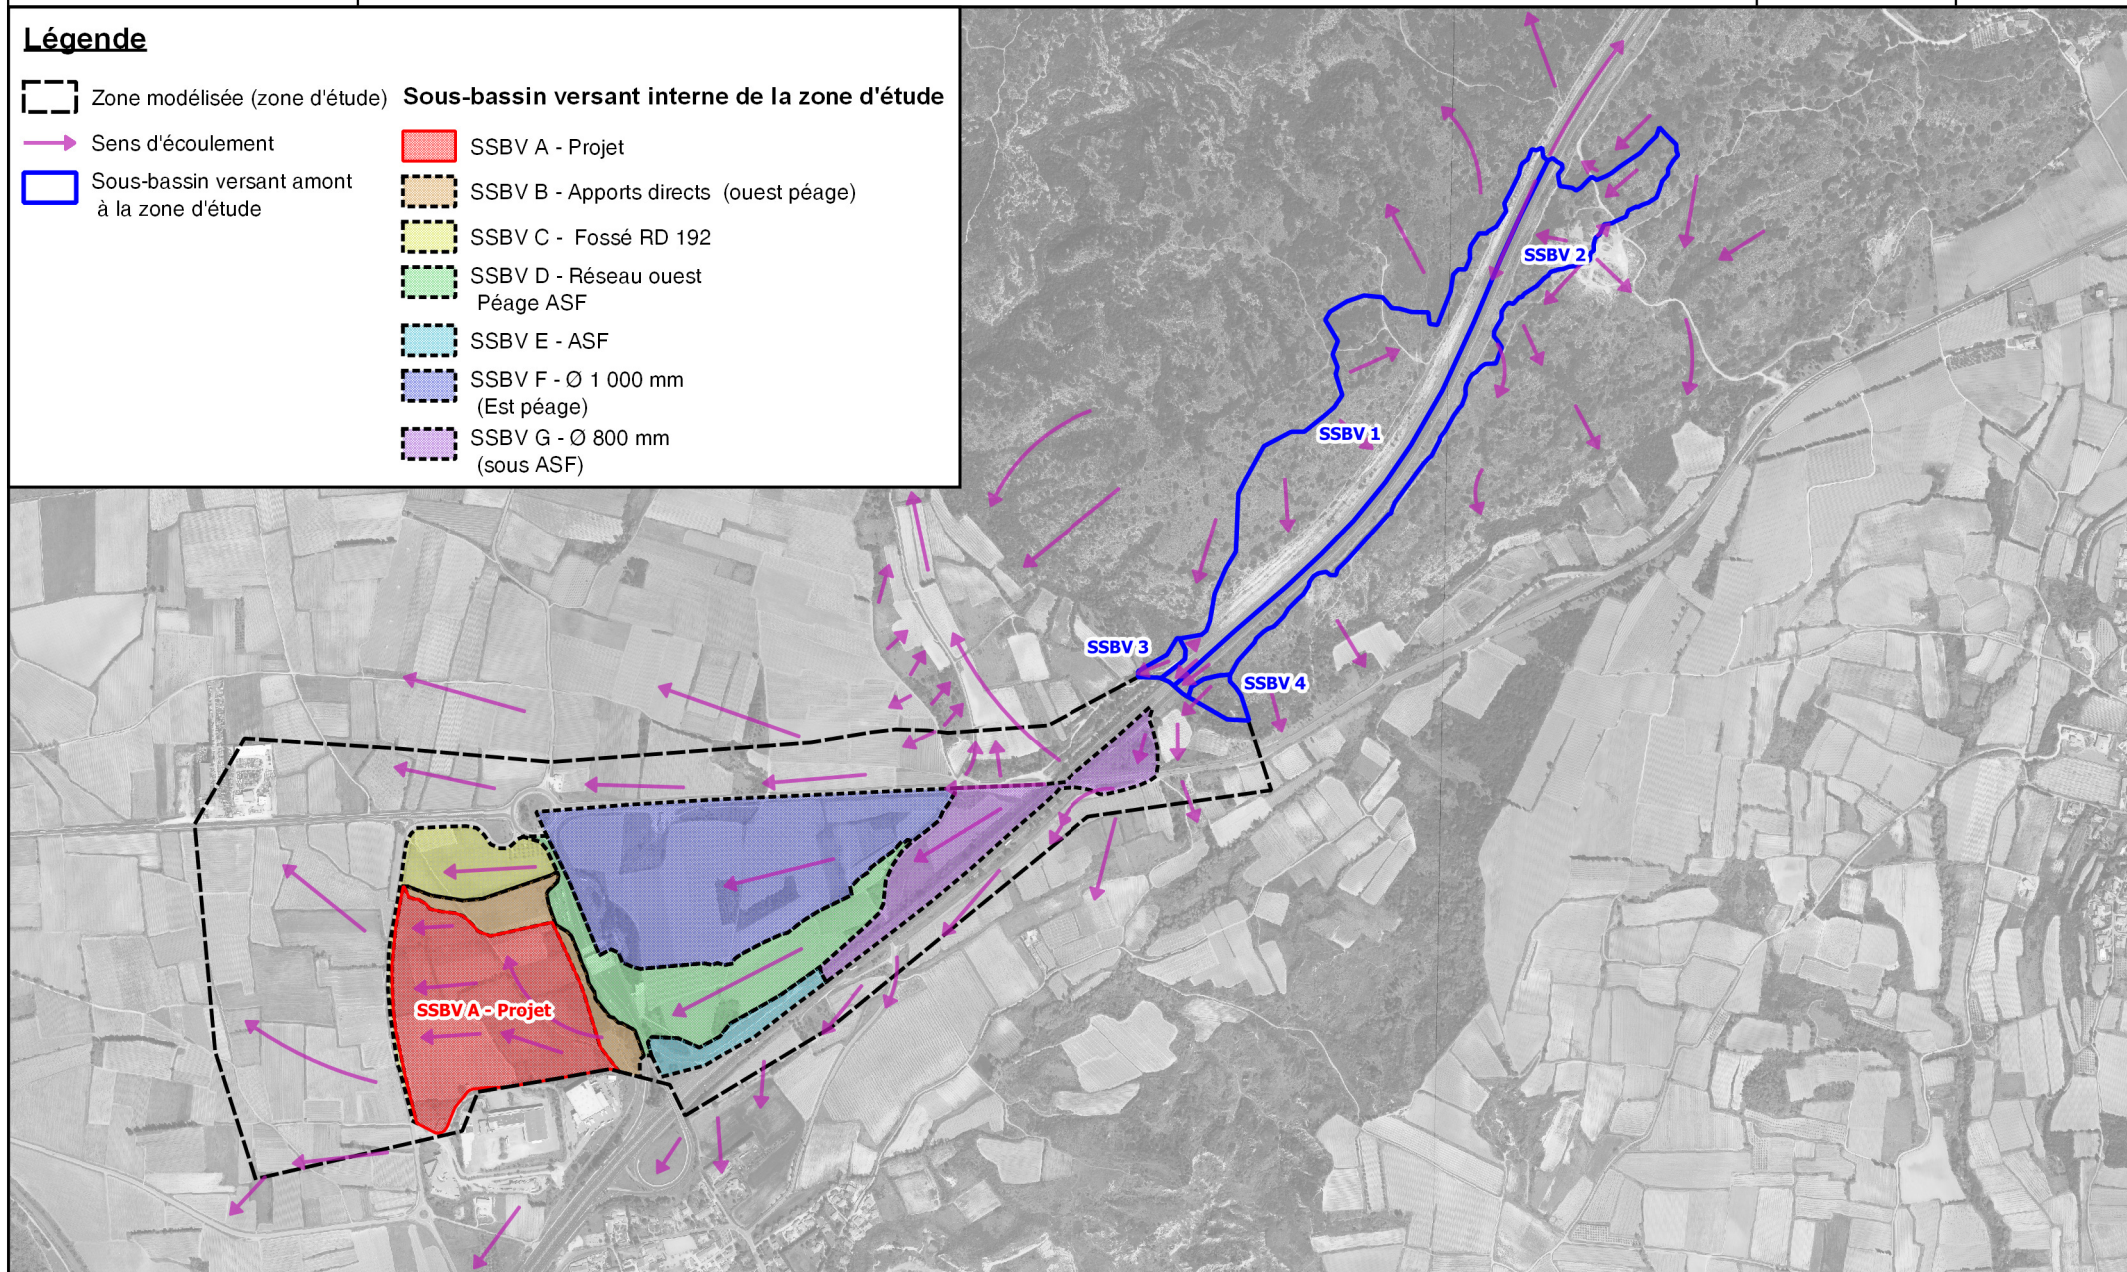 Légende
Zone modélisée (zone d'étude)
Sens d'écoulement
Sous-bassin versant amont
à la zone d'étude
Sous-bassin versant interne de la zone d'étude
SSBV A - Projet
SSBV B - Apports directs (ouest péage)
SSBV C - Fossé RD 192
SSBV D - Réseau ouest
Péage ASF
SSBV E - ASF
SSBV F - Ø 1 000 mm
(Est péage)
SSBV G - Ø 800 mm
(sous ASF)
SSBV 2
SSBV 1
SSBV 3
SSBV 4
SSBV A - Projet